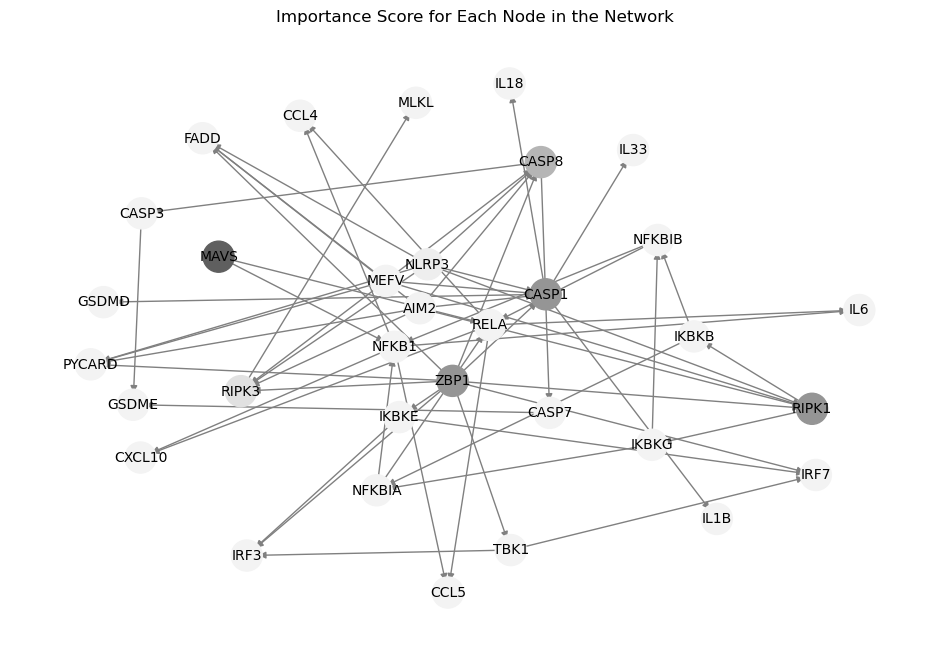 Importance Score for Each Node in the Network
IL18
MLKL
CCL4
FADD
IL33
CASP8
CASP3
NFKBIB
MAVS
NLRP3
MEFV
CASP1
GSDMD
AIM2
IL6
RELA
IKBKB
NFKB1
PYCARD
ZBP1
RIPK3
GSDME
RIPK1
CASP7
IKBKE
IKBKG
CXCL10
IRF7
NFKBIA
IL1B
TBK1
IRF3
CCL5